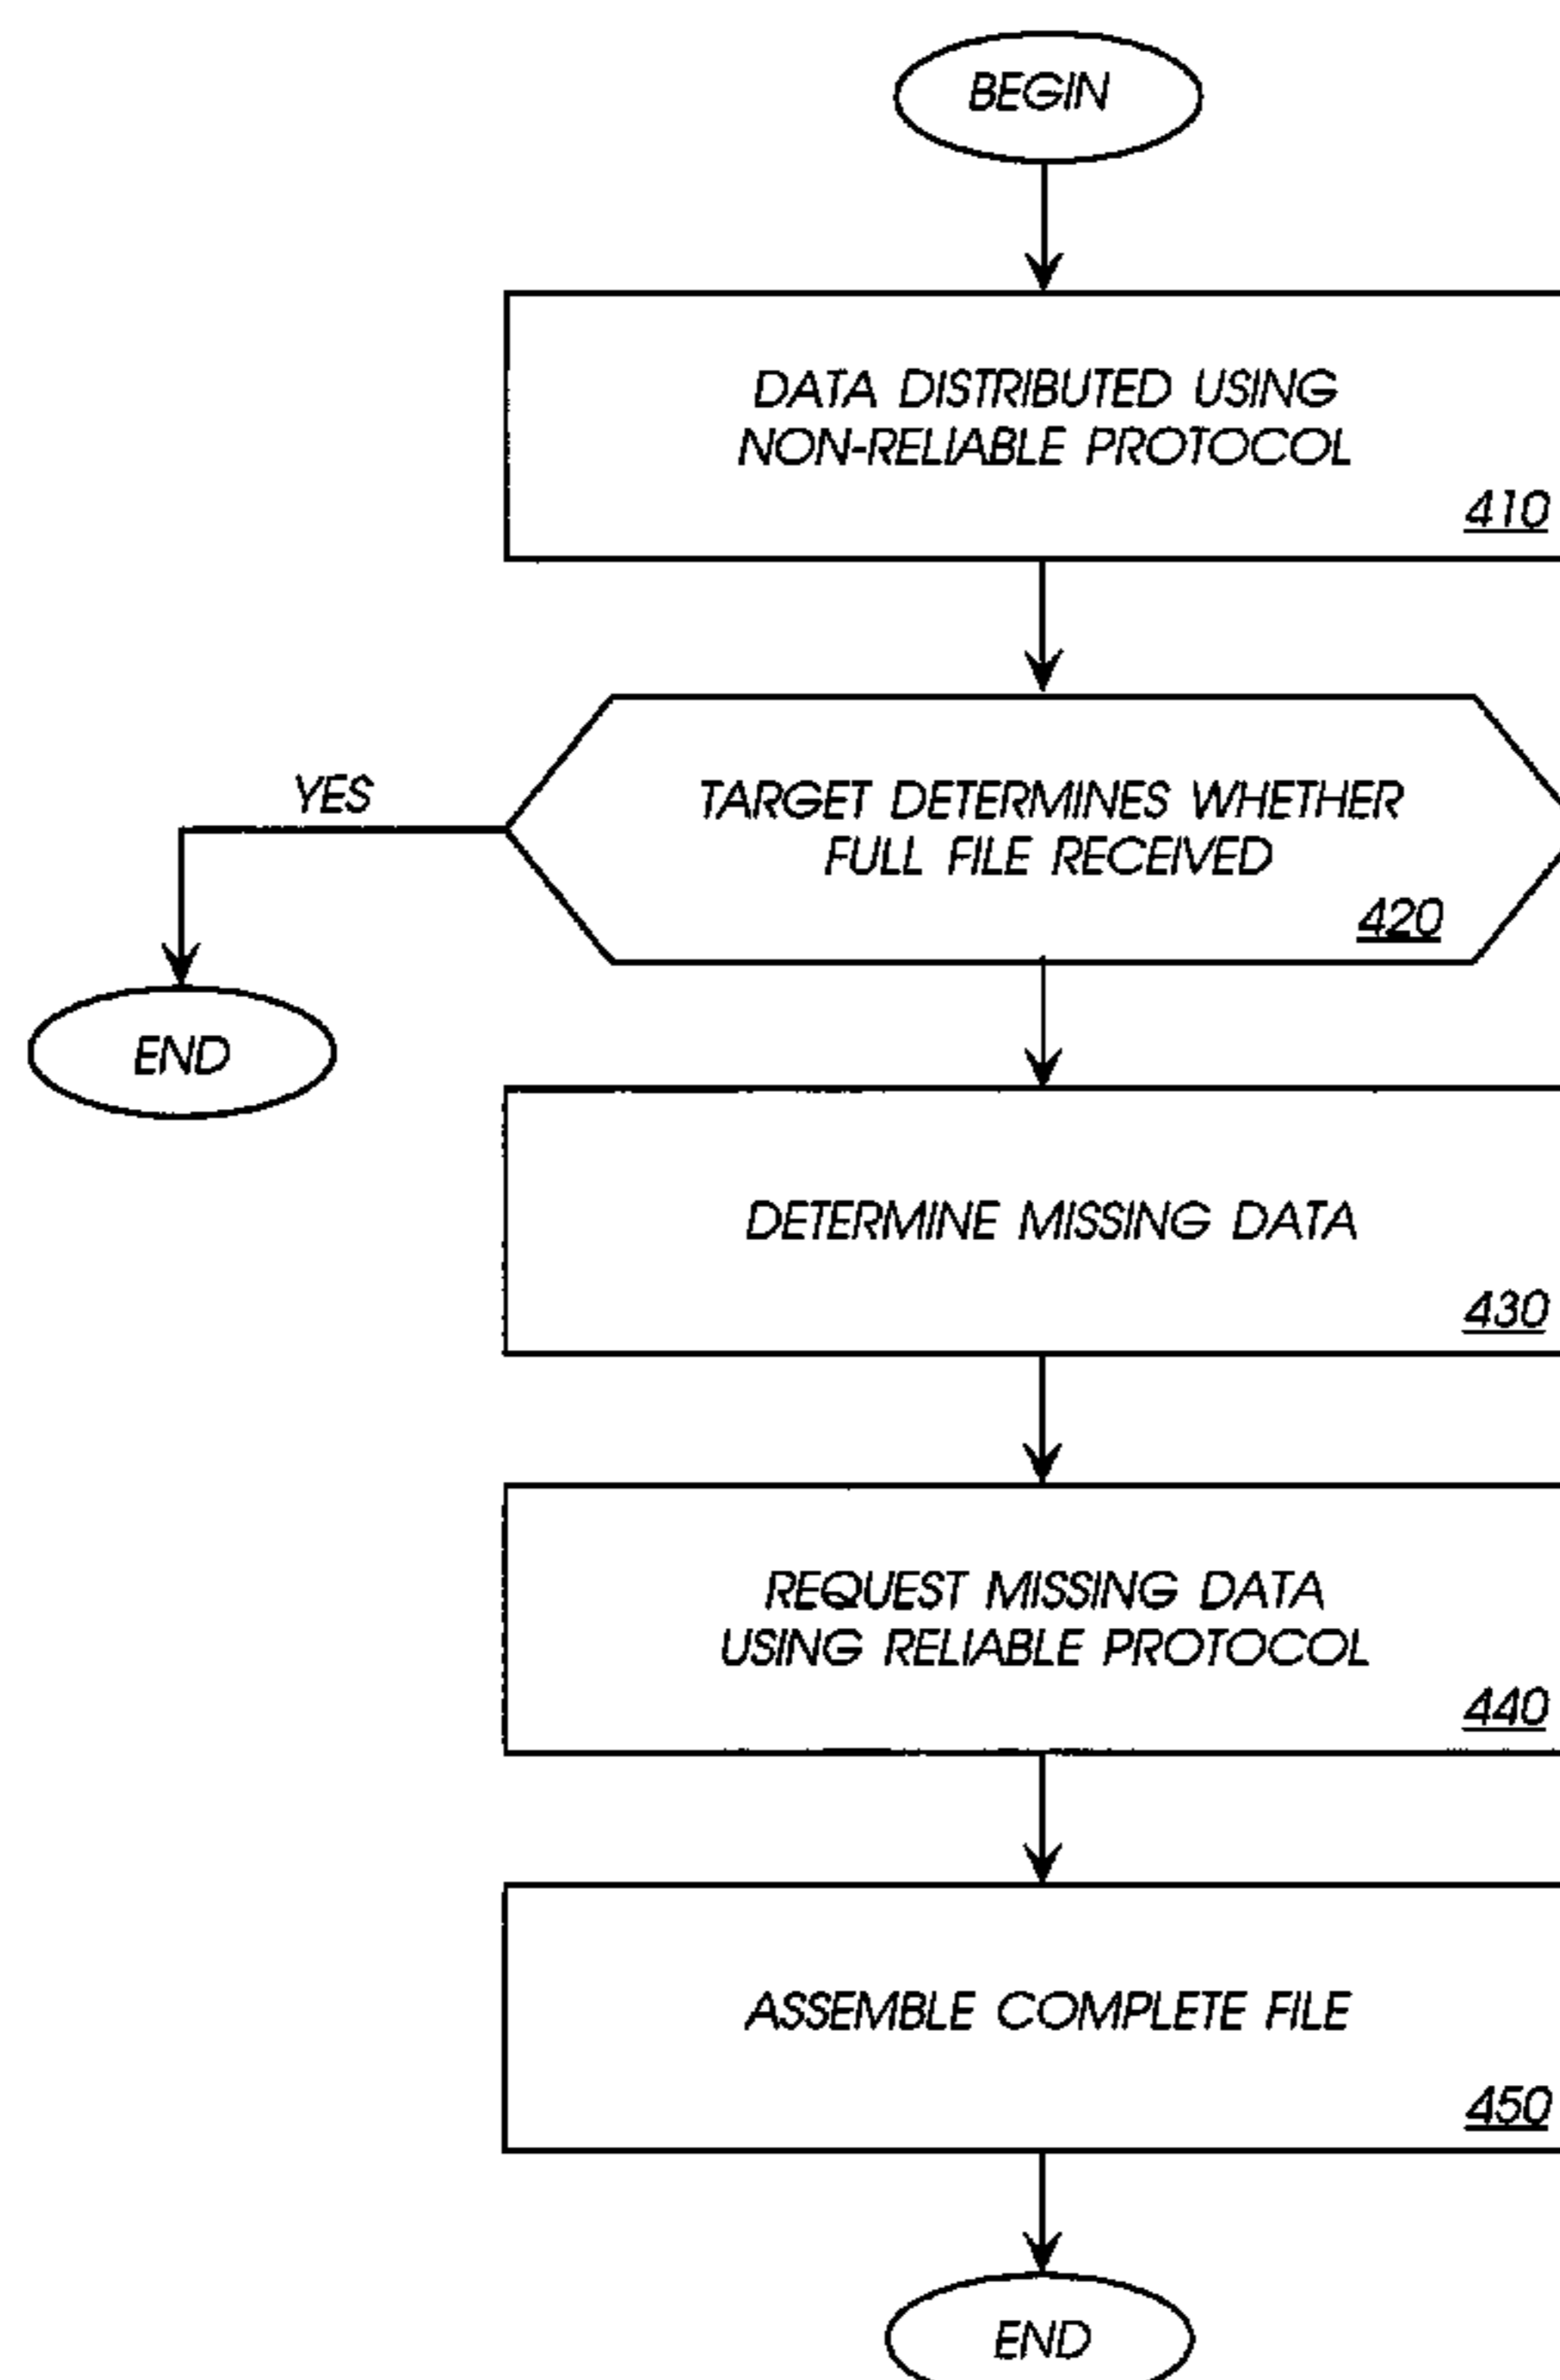 BEGIN
DATA DISTRIBUTED USING
NON-RELIABLE PROTOCOL
410
YES
TARGET DETERMINES WHETHER
FULL FILE RECEIVED
420
END
DETERMINE MISSING DATA
430
REQUEST MISSING DATA
USING RELIABLE PROTOCOL
440
ASSEMBLE COMPLETE FILE
450
END